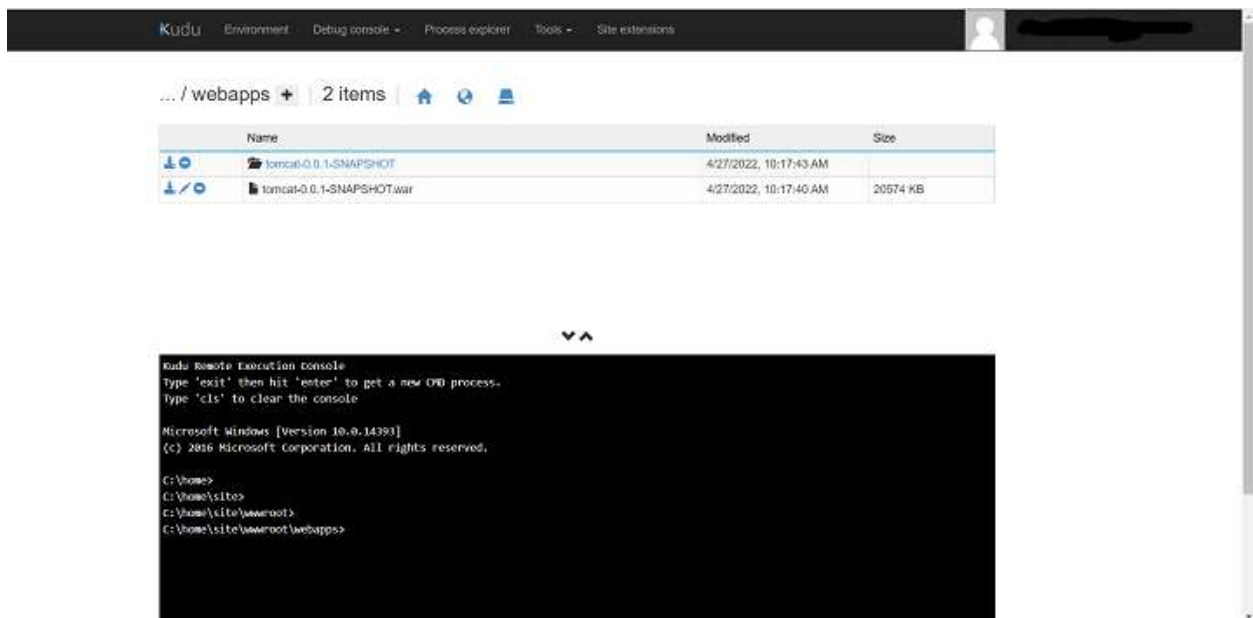 Kudu Environment Debug console Process explorer Tools Site extensions
... / webapps + 2 items
Name Modified Size
tomcat-0.0.1-SNAPSHOT 4/27/2022, 10:17:43 AM
tomcat-0.0.1-SNAPSHOT.war 4/27/2022, 10:17:40 AM 20574 KB
Kudu Remote Execution Console
Type 'exit' then hit 'enter' to get a new CMD process.
Type 'cls' to clear the console
Microsoft Windows [Version 10.0.14393]
(c) 2016 Microsoft Corporation. All rights reserved.
C:\home>
C:\home\site>
C:\home\site\wwwroot>
C:\home\site\wwwroot\webapps>